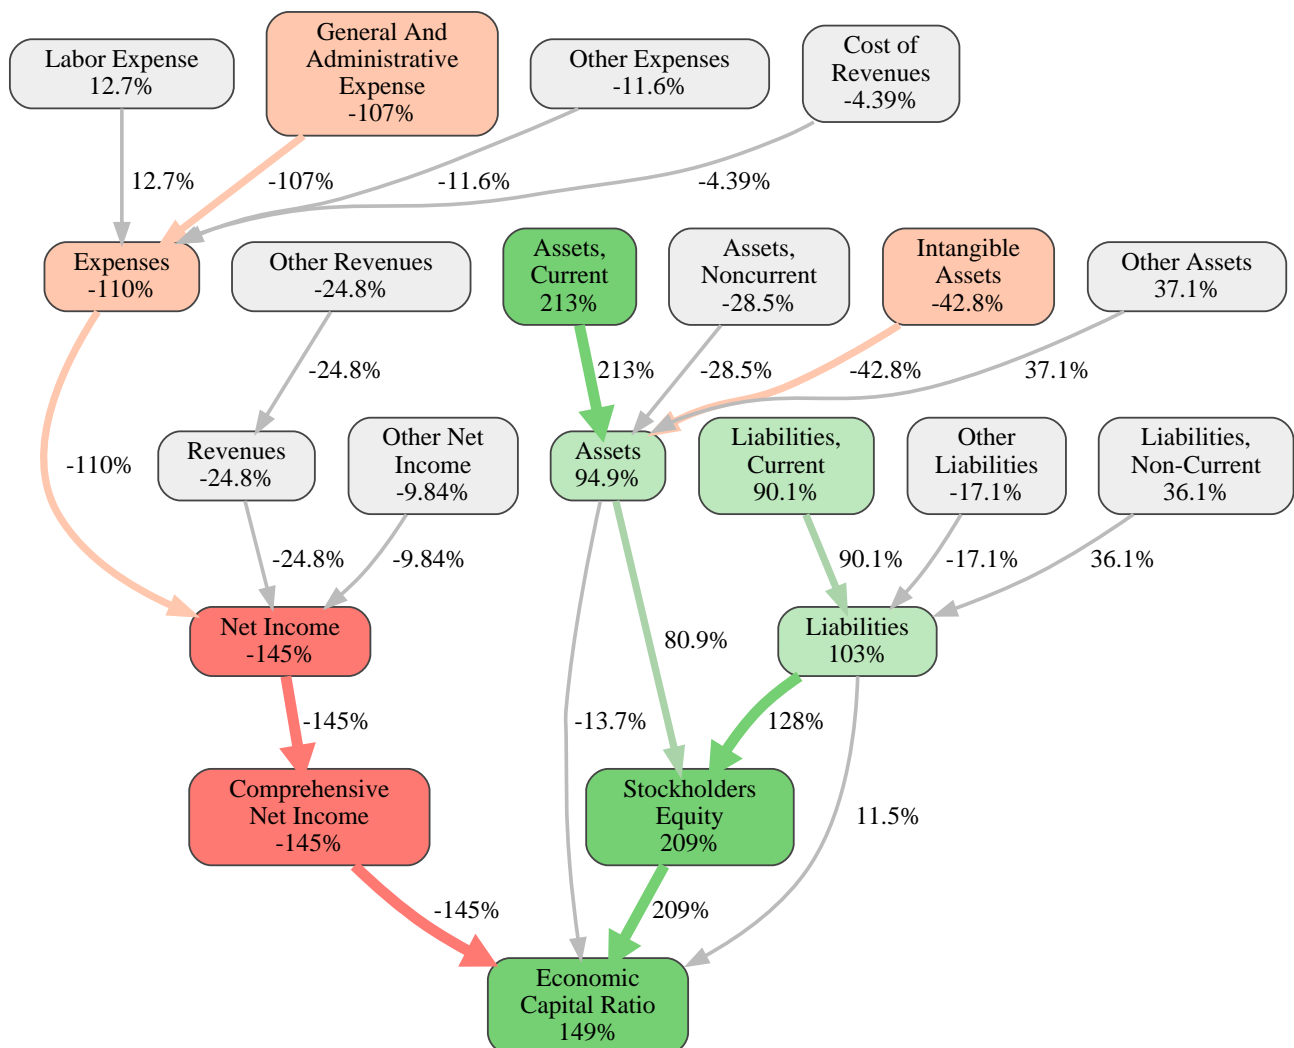 Labor Expense
12.7%
General And
Administrative
Expense
-107%
Other Expenses
-11.6%
Cost of
Revenues
-4.39%
12.7%
-107%
-11.6%
-4.39%
Expenses
-110%
Other Revenues
-24.8%
Assets,
Current
213%
Assets,
Noncurrent
-28.5%
Intangible
Assets
-42.8%
Other Assets
37.1%
-24.8%
213%
-28.5%
-42.8%
37.1%
-110%
Revenues
-24.8%
Other Net
Income
-9.84%
Assets
94.9%
Liabilities,
Current
90.1%
Other
Liabilities
-17.1%
Liabilities,
Non-Current
36.1%
-24.8%
-9.84%
90.1%
-17.1%
36.1%
Net Income
-145%
80.9%
Liabilities
103%
-145%
-13.7%
128%
Comprehensive
Net Income
-145%
Stockholders
Equity
209%
11.5%
-145%
209%
Economic
Capital Ratio
149%